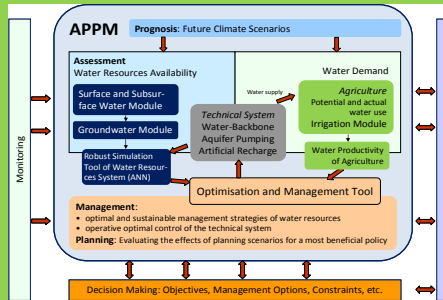 APPM
Prognosis: Future Climate Scenarios
Assessment
Water Resources Availability
Water Demand
Surface and Subsur-
face Water Module
Groundwater Module
Robust Simulation
Tool of Water Resour-
ces System (ANN)
Water supply
Technical System
Water-Backbone
Aquifer Pumping
Artificial Recharge
Agriculture
Potential and actual
water use
Irrigation Module
Water Productivity
of Agriculture
Optimisation and Management Tool
Management:
• optimal and sustainable management strategies of water resources
• operative optimal control of the technical system
Planning: Evaluating the effects of planning scenarios for a most beneficial policy
Monitoring
Decision Making: Objectives, Management Options, Constraints, etc.